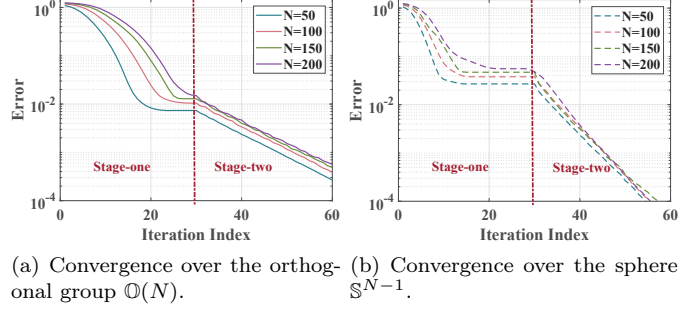 10^0
10^-2
10^-4
Error
0
20
40
60
Iteration Index
N=50
N=100
N=150
N=200
Stage-one
Stage-two
10^0
10^-2
10^-4
Error
0
20
40
60
Iteration Index
N=50
N=100
N=150
N=200
Stage-one
Stage-two
(a) Convergence over the orthog-
onal group 𝕆(N).
(b) Convergence over the sphere
𝕊^{N−1}.